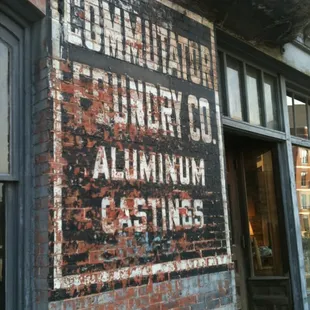 COMMUTATOR
FOUNDRY CO.
ALUMINUM
CASTINGS